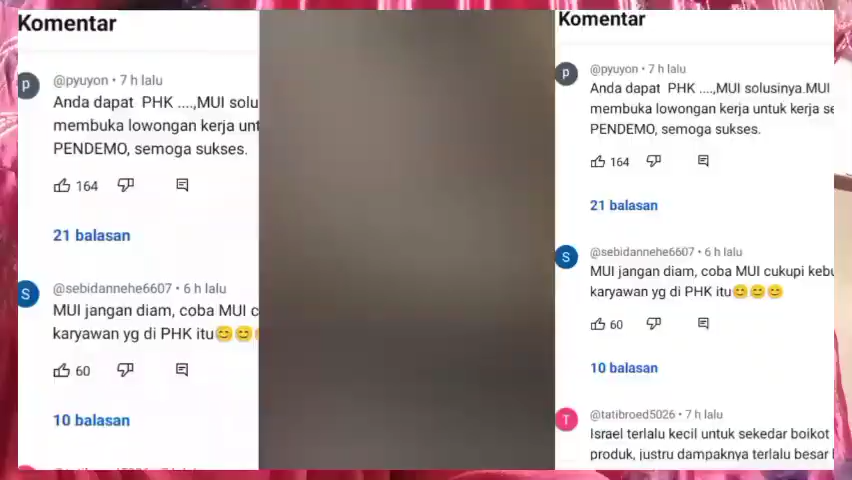 Komentar
p
@pyuyon • 7 h lalu
Anda dapat PHK ....,MUI solu
membuka lowongan kerja unt
PENDEMO, semoga sukses.
164
21 balasan
S
@sebidannehe6607 • 6 h lalu
MUI jangan diam, coba MUI c
karyawan yg di PHK itu😊😊
60
10 balasan
Komentar
p
@pyuyon • 7 h lalu
Anda dapat PHK ....,MUI solusinya.MUI
membuka lowongan kerja untuk kerja se
PENDEMO, semoga sukses.
164
21 balasan
S
@sebidannehe6607 • 6 h lalu
MUI jangan diam, coba MUI cukupi kebu
karyawan yg di PHK itu😊😊😊
60
10 balasan
T
@tatibroed5026 • 7 h lalu
Israel terlalu kecil untuk sekedar boikot
produk, justru dampaknya terlalu besar